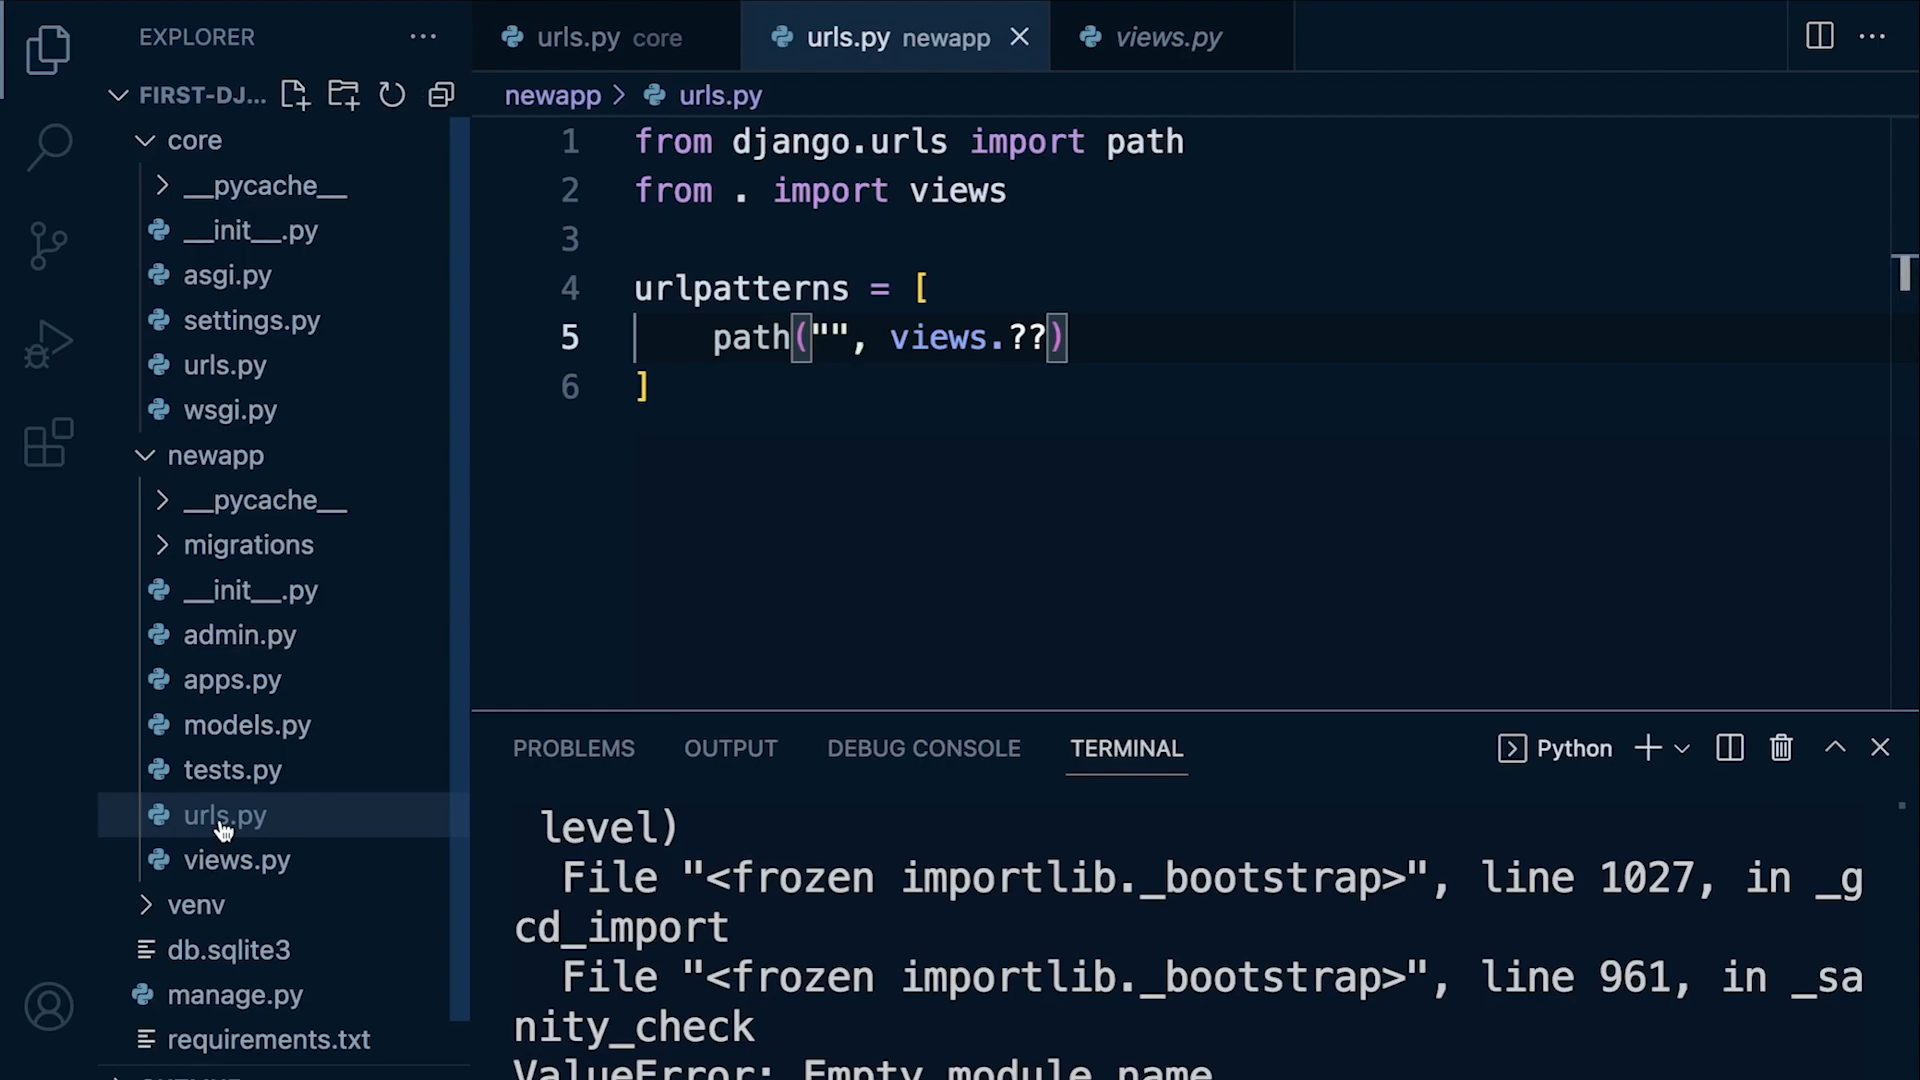 EXPLORER
FIRST-DJ...
core
__pycache__
__init__.py
asgi.py
settings.py
urls.py
wsgi.py
newapp
__pycache__
migrations
__init__.py
admin.py
apps.py
models.py
tests.py
urls.py
views.py
venv
db.sqlite3
manage.py
requirements.txt
urls.py core
urls.py newapp
views.py
newapp > urls.py
1 from django.urls import path
2 from . import views
3
4 urlpatterns = [
5 path("", views.??)
6 ]
PROBLEMS OUTPUT DEBUG CONSOLE TERMINAL Python
level)
File "<frozen importlib._bootstrap>", line 1027, in _g
cd_import
File "<frozen importlib._bootstrap>", line 961, in _sa
nity_check
ValueError: Empty module name